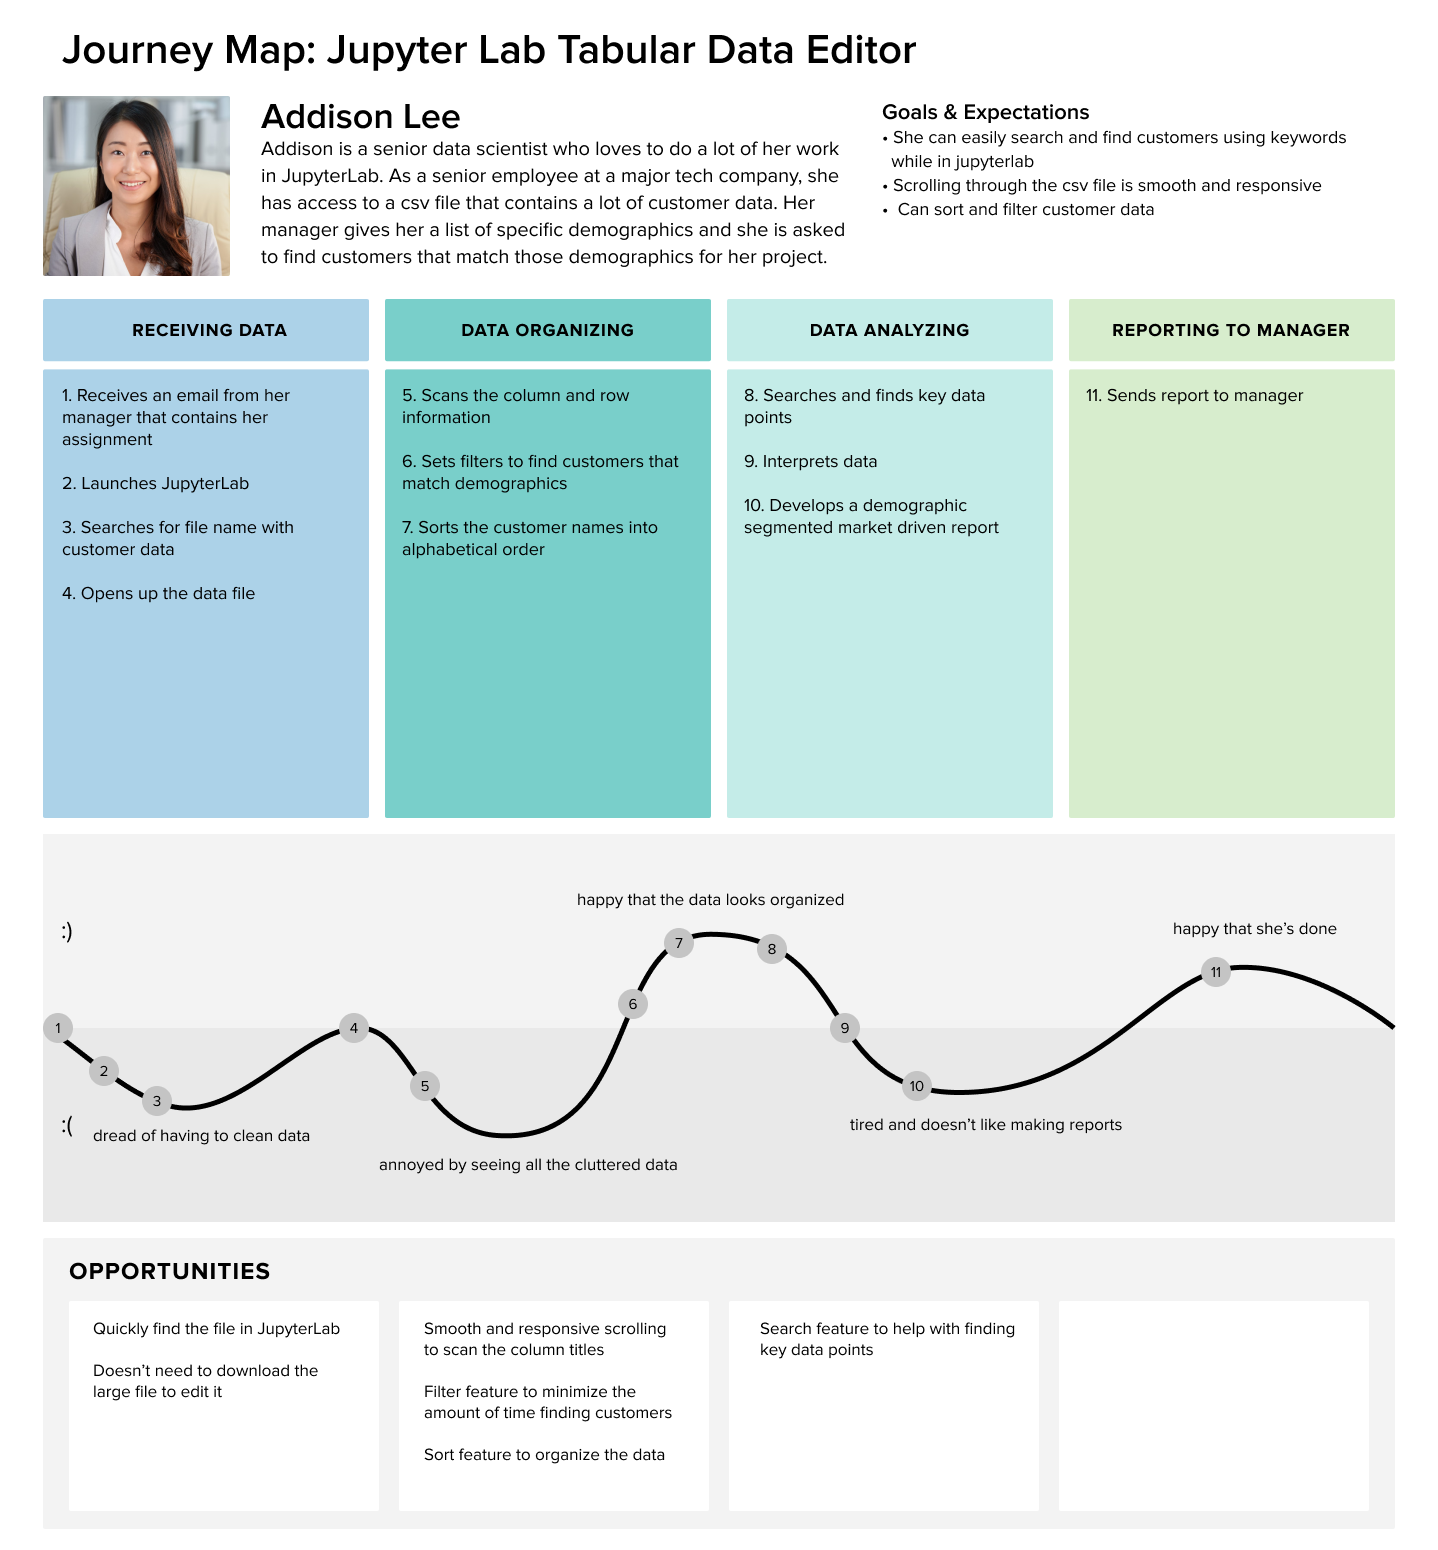 Journey Map: Jupyter Lab Tabular Data Editor
Addison Lee
Addison is a senior data scientist who loves to do a lot of her work
in JupyterLab. As a senior employee at a major tech company, she
has access to a csv file that contains a lot of customer data. Her
manager gives her a list of specific demographics and she is asked
to find customers that match those demographics for her project.
Goals & Expectations
• She can easily search and find customers using keywords
while in jupyterlab
• Scrolling through the csv file is smooth and responsive
• Can sort and filter customer data
RECEIVING DATA
1. Receives an email from her
manager that contains her
assignment
2. Launches JupyterLab
3. Searches for file name with
customer data
4. Opens up the data file
DATA ORGANIZING
5. Scans the column and row
information
6. Sets filters to find customers that
match demographics
7. Sorts the customer names into
alphabetical order
DATA ANALYZING
8. Searches and finds key data
points
9. Interprets data
10. Develops a demographic
segmented market driven report
REPORTING TO MANAGER
11. Sends report to manager
:)
:(
1
2
3
dread of having to clean data
4
5
annoyed by seeing all the cluttered data
6
happy that the data looks organized
7
8
9
10
tired and doesn't like making reports
happy that she's done
11
OPPORTUNITIES
Quickly find the file in JupyterLab
Doesn't need to download the
large file to edit it
Smooth and responsive scrolling
to scan the column titles
Filter feature to minimize the
amount of time finding customers
Sort feature to organize the data
Search feature to help with finding
key data points